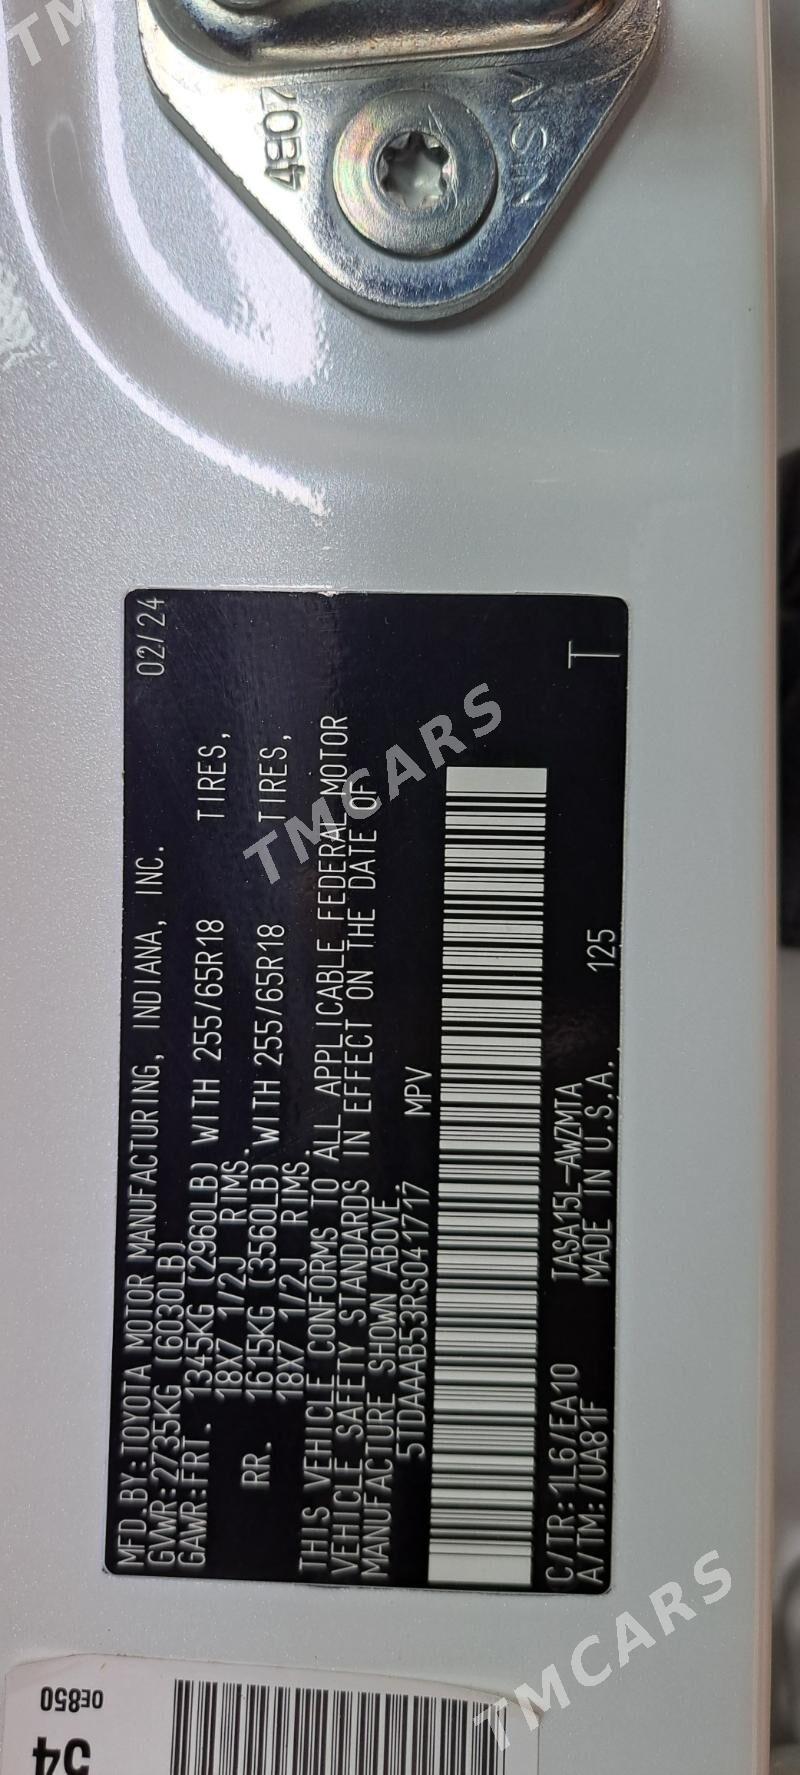 4807
NSN
MFD. BY: TOYOTA MOTOR MANUFACTURING, INDIANA, INC. 02/24
GVWR: 2735KG (6030LB)
GAWR: FRT. 1345KG (2960LB) WITH 255/65R18 TIRES,
18X7 1/2J RIMS.
RR. 1615KG (3560LB) WITH 255/65R18 TIRES,
18X7 1/2J RIMS.
THIS VEHICLE CONFORMS TO ALL APPLICABLE FEDERAL MOTOR
VEHICLE SAFETY STANDARDS IN EFFECT ON THE DATE OF
MANUFACTURE SHOWN ABOVE.
5TDAAAB53RS041717 MPV
C/TR: 1L67/EA10 TASA15L-AWZMTA 125
A/TM: /UA81F MADE IN U.S.A. T
0E850
54
TMCARS
TMCARS